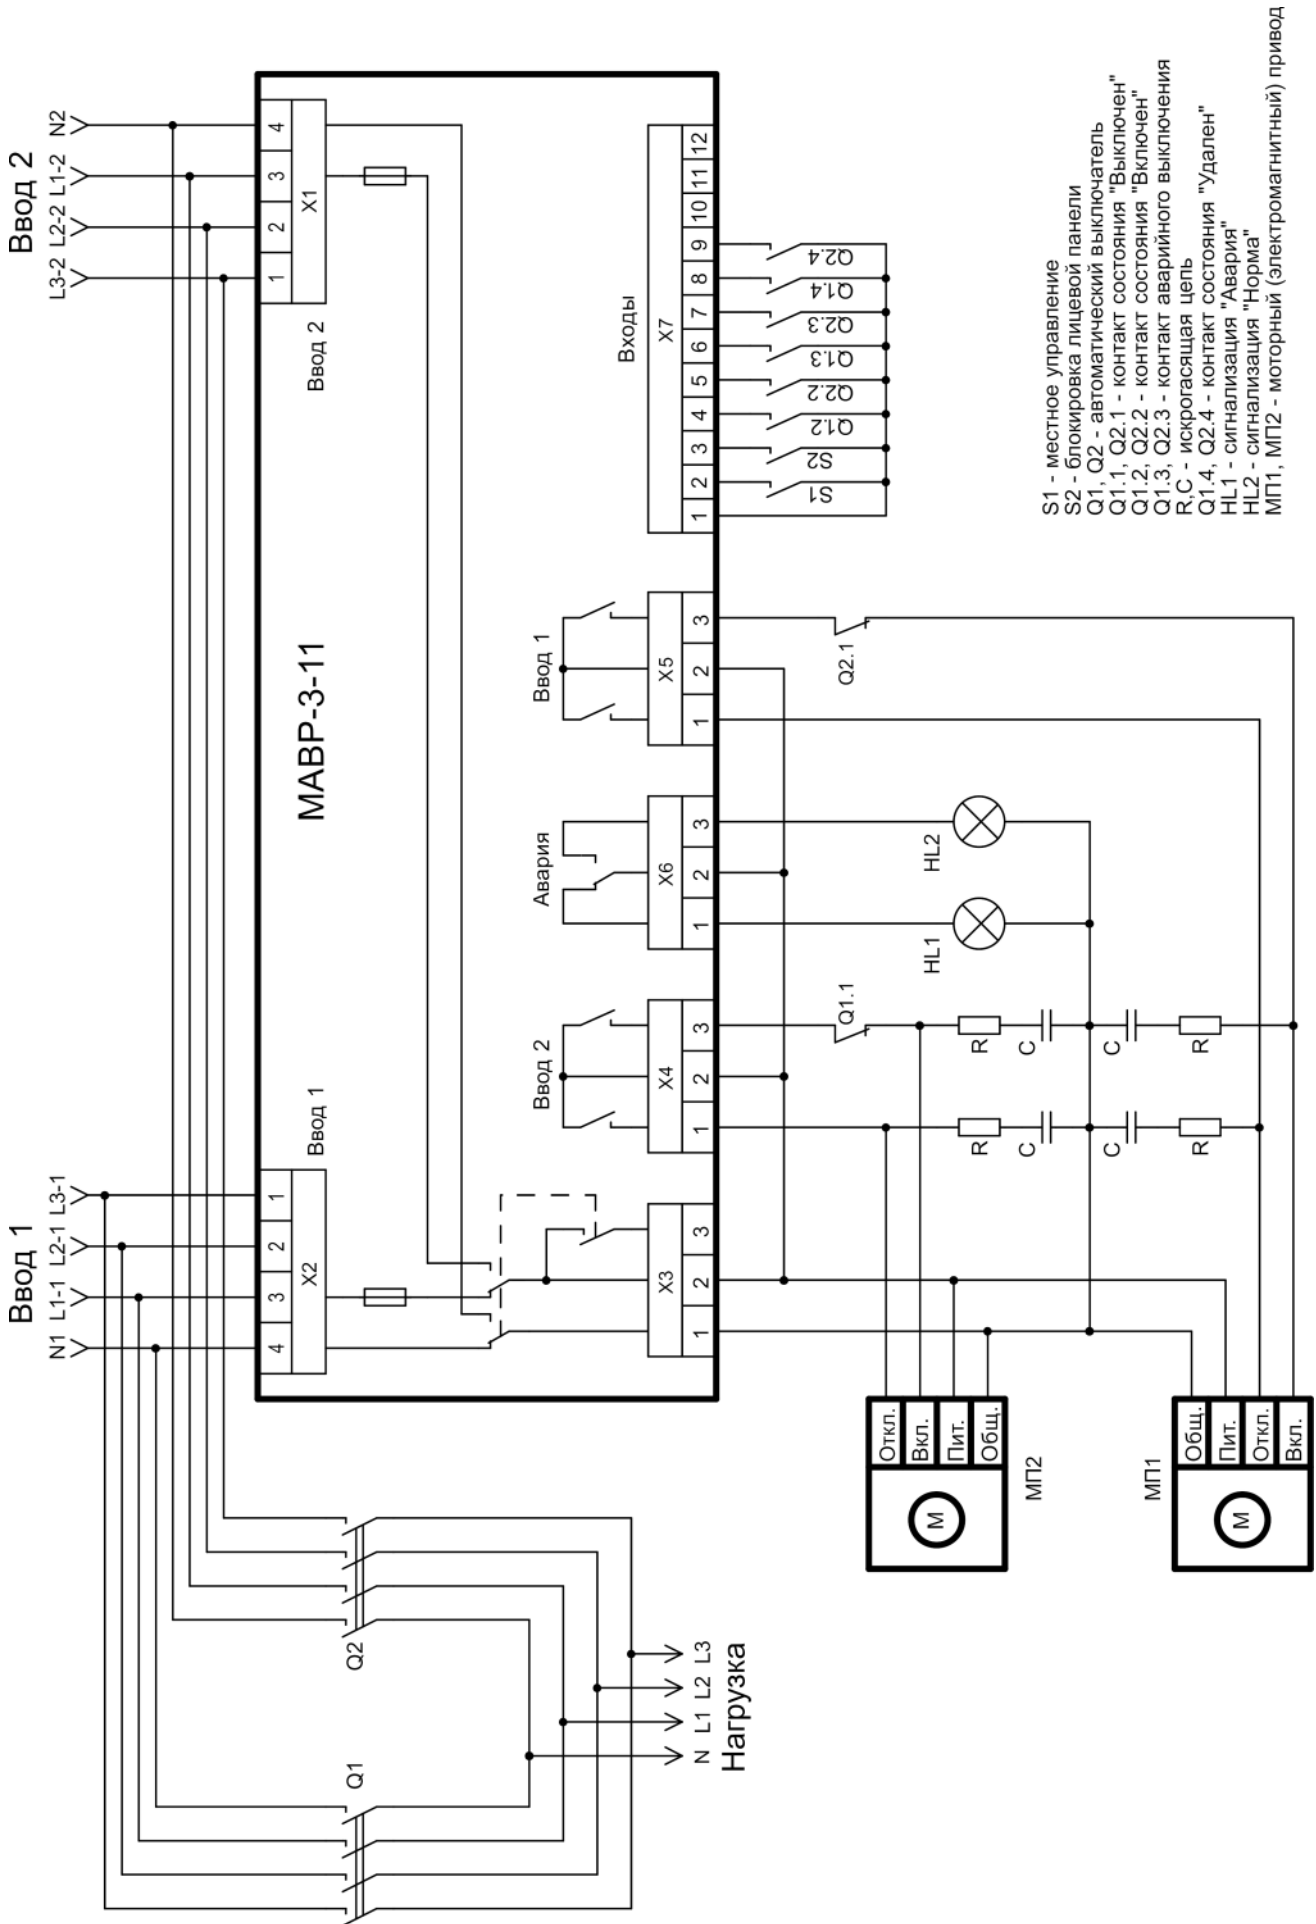 Ввод 1
N1 L1-1 L2-1 L3-1
Ввод 2
L3-2 L2-2 L1-2 N2
4 3 2 1
X2
Ввод 1
1 2 3 4
X1
Ввод 2
МАВР-3-11
Ввод 2
Авария
Ввод 1
Входы
X3
X4
X6
X5
X7
1 2 3
1 2 3
1 2 3
1 2 3
1 2 3 4 5 6 7 8 9 10 11 12
S1 S2 Q1.2 Q2.2 Q1.3 Q2.3 Q1.4 Q2.4
Q1.1
Q2.1
HL1
HL2
R
R
C
C
C
C
R
R
Q1
Q2
N L1 L2 L3
Нагрузка
Откл.
Вкл.
Пит.
Общ.
М
МП2
Общ.
Пит.
Откл.
Вкл.
М
МП1
S1 - местное управление
S2 - блокировка лицевой панели
Q1, Q2 - автоматический выключатель
Q1.1, Q2.1 - контакт состояния "Выключен"
Q1.2, Q2.2 - контакт состояния "Включен"
Q1.3, Q2.3 - контакт аварийного выключения
R,C - искрогасящая цепь
Q1.4, Q2.4 - контакт состояния "Удален"
HL1 - сигнализация "Авария"
HL2 - сигнализация "Норма"
МП1, МП2 - моторный (электромагнитный) привод